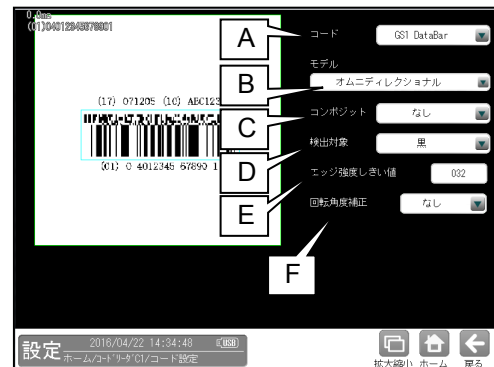 0.0ms
(01)04012345678901
(17) 071205 (10) ABC123
(01) 0 4012345 67890 1
A
B
C
D
E
F
コード GS1 DataBar
モデル
オムニディレクショナル
コンポジット なし
検出対象 黒
エッジ強度しきい値 032
回転角度補正 なし
設定 2016/04/22 14:34:48 USB
ホーム/コードリーダC1/コード設定
拡大縮小 ホーム 戻る